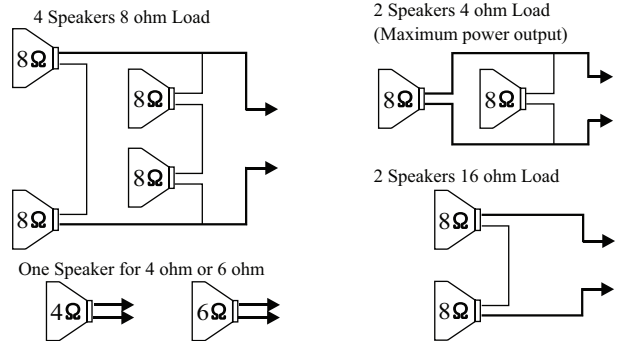 4 Speakers 8 ohm Load
8Ω
8Ω
8Ω
8Ω
One Speaker for 4 ohm or 6 ohm
4Ω
6Ω
2 Speakers 4 ohm Load
(Maximum power output)
8Ω
8Ω
2 Speakers 16 ohm Load
8Ω
8Ω